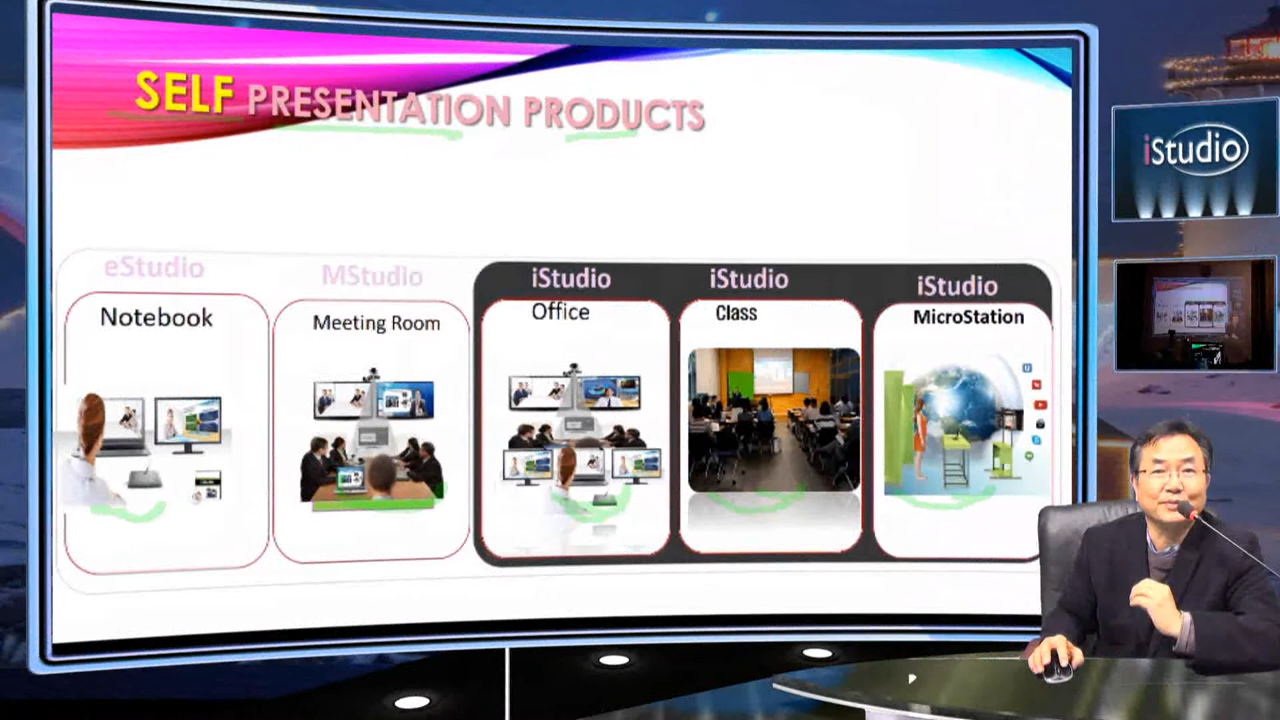 SELF PRESENTATION PRODUCTS
iStudio
eStudio
MStudio
iStudio
iStudio
iStudio
Notebook
Meeting Room
Office
Class
MicroStation